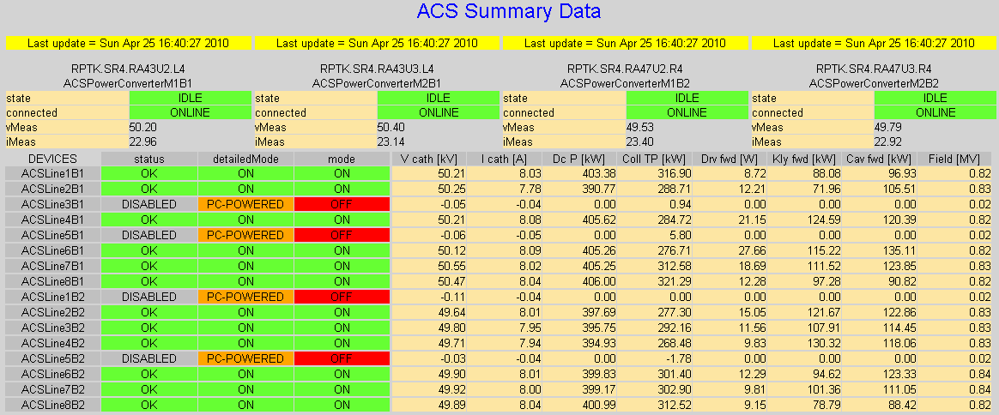 ACS Summary Data
Last update = Sun Apr 25 16:40:27 2010 Last update = Sun Apr 25 16:40:27 2010 Last update = Sun Apr 25 16:40:27 2010 Last update = Sun Apr 25 16:40:27 2010
RPTK.SR4.RA43U2.L4 RPTK.SR4.RA43U3.L4 RPTK.SR4.RA47U2.R4 RPTK.SR4.RA47U3.R4
ACSPowerConverterM1B1 ACSPowerConverterM2B1 ACSPowerConverterM1B2 ACSPowerConverterM2B2
state IDLE state IDLE state IDLE state IDLE
connected ONLINE connected ONLINE connected ONLINE connected ONLINE
vMeas 50.20 vMeas 50.40 vMeas 49.53 vMeas 49.79
iMeas 22.96 iMeas 23.14 iMeas 23.40 iMeas 22.92
DEVICES status detailedMode mode V cath [kV] I cath [A] Dc P [kW] Coll TP [kW] Drv fwd [W] Kly fwd [kW] Cav fwd [kW] Field [MV]
ACSLine1B1 OK ON ON 50.21 8.03 403.38 316.90 8.72 88.08 96.93 0.82
ACSLine2B1 OK ON ON 50.25 7.78 390.77 288.71 12.21 71.96 105.51 0.83
ACSLine3B1 DISABLED PC-POWERED OFF -0.05 -0.04 0.00 0.94 0.00 0.00 0.00 0.02
ACSLine4B1 OK ON ON 50.21 8.08 405.62 284.72 21.15 124.59 120.39 0.82
ACSLine5B1 DISABLED PC-POWERED OFF -0.06 -0.05 0.00 5.80 0.00 0.00 0.00 0.02
ACSLine6B1 OK ON ON 50.12 8.09 405.26 276.71 27.66 115.22 135.11 0.82
ACSLine7B1 OK ON ON 50.55 8.02 405.25 312.58 18.69 111.52 123.85 0.83
ACSLine8B1 OK ON ON 50.47 8.04 406.00 321.29 12.28 97.28 90.82 0.82
ACSLine1B2 DISABLED PC-POWERED OFF -0.11 -0.04 0.00 0.00 0.00 0.00 0.00 0.02
ACSLine2B2 OK ON ON 49.64 8.01 397.69 277.30 15.05 121.67 122.86 0.83
ACSLine3B2 OK ON ON 49.80 7.95 395.75 292.16 11.56 107.91 114.45 0.83
ACSLine4B2 OK ON ON 49.71 7.94 394.93 268.48 9.83 130.32 118.06 0.83
ACSLine5B2 DISABLED PC-POWERED OFF -0.03 -0.04 0.00 -1.78 0.00 0.00 0.00 0.02
ACSLine6B2 OK ON ON 49.90 8.01 399.83 301.40 12.29 94.62 123.33 0.84
ACSLine7B2 OK ON ON 49.92 8.00 399.17 302.90 9.81 101.36 111.05 0.84
ACSLine8B2 OK ON ON 49.89 8.04 400.99 312.52 9.15 78.79 88.42 0.82